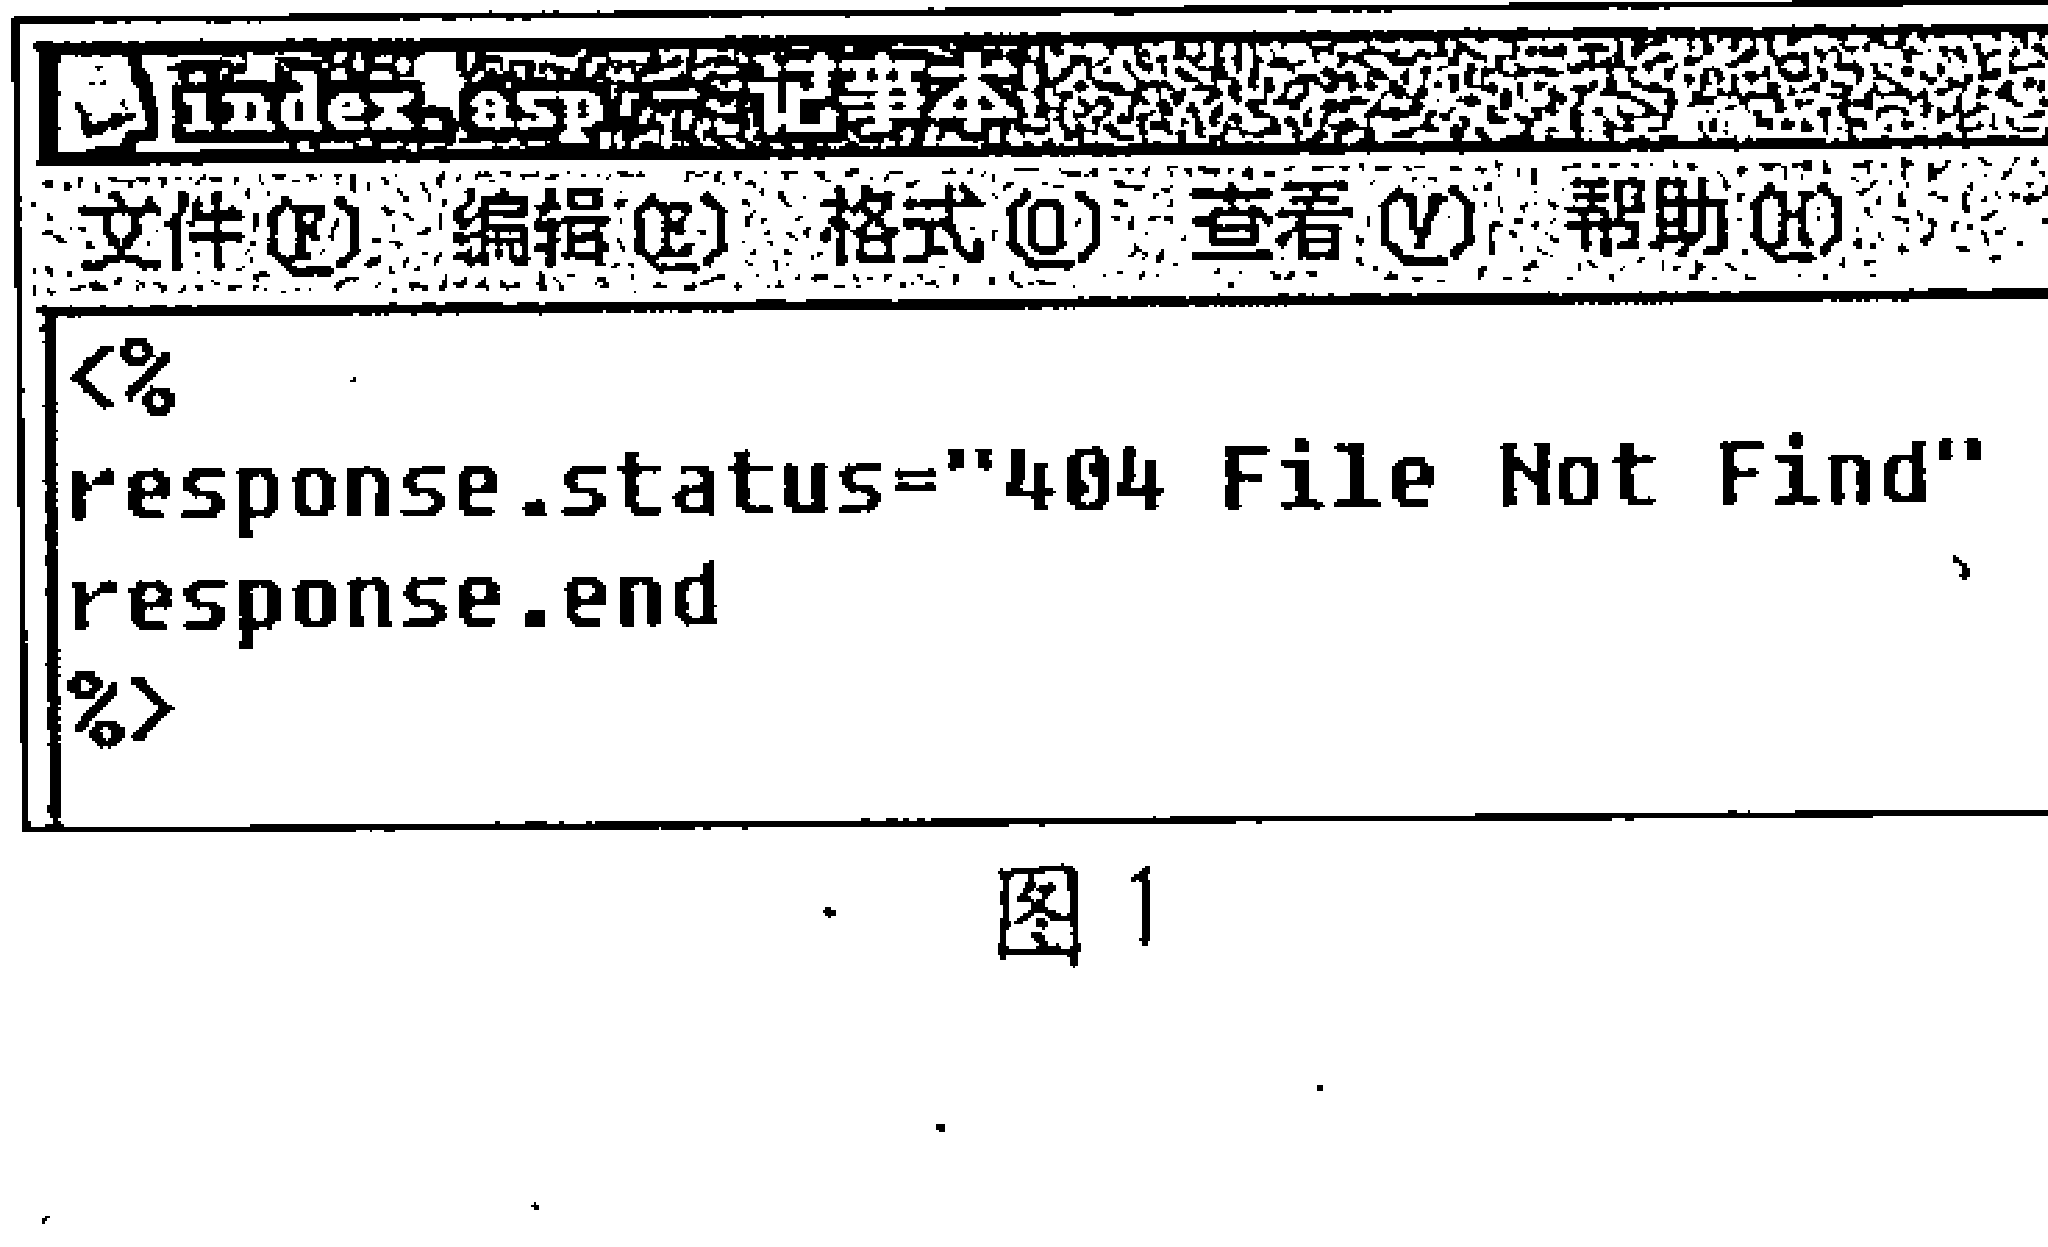 index.asp - 记事本
文件(F) 编辑(E) 格式(O) 查看(V) 帮助(H)
<%
response.status="404 File Not Find"
response.end
%>
图 1